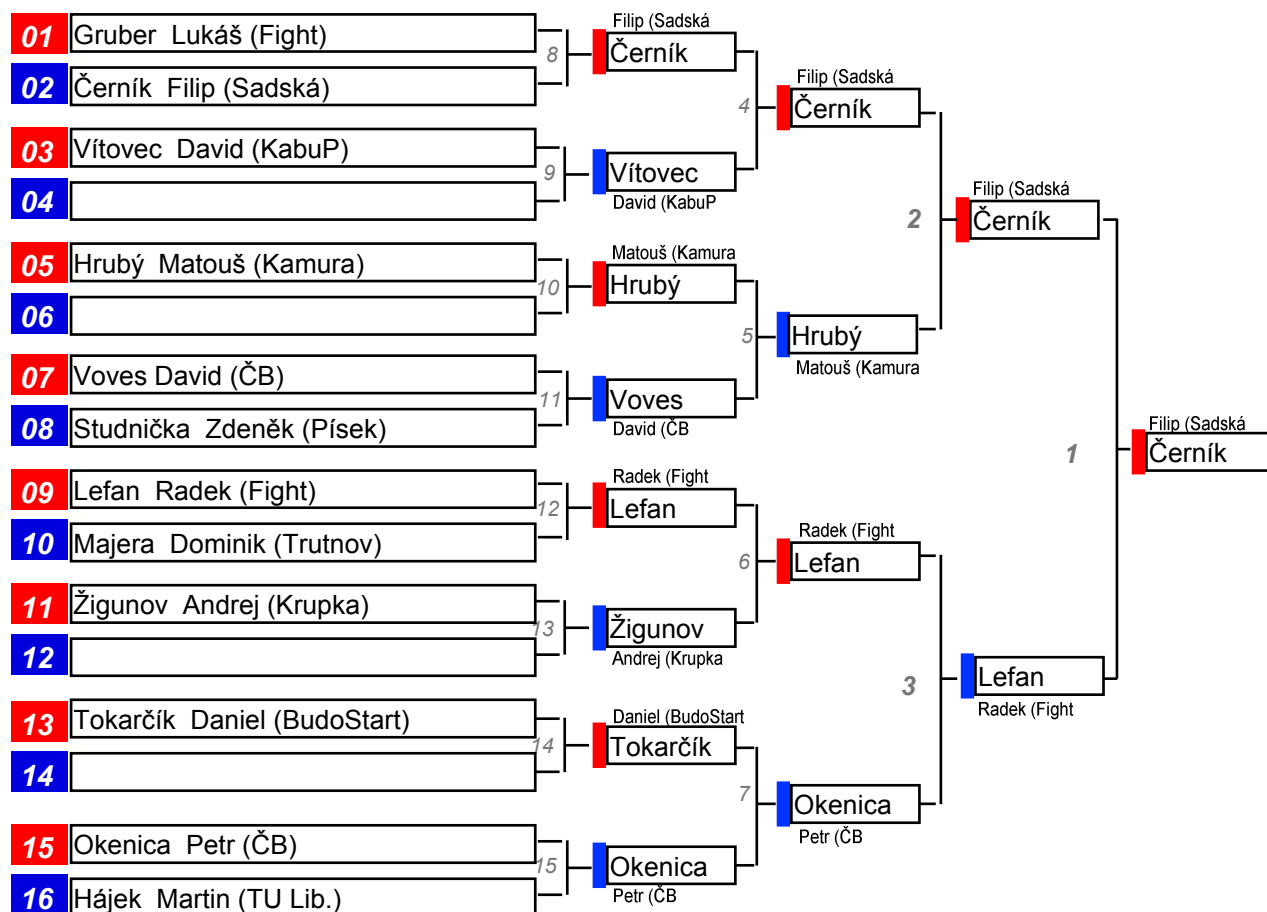 01 Gruber Lukáš (Fight)
02 Černík Filip (Sadská)
03 Vítovec David (KabuP)
04
05 Hrubý Matouš (Kamura)
06
07 Voves David (ČB)
08 Studnička Zdeněk (Písek)
09 Lefan Radek (Fight)
10 Majera Dominik (Trutnov)
11 Žigunov Andrej (Krupka)
12
13 Tokarčík Daniel (BudoStart)
14
15 Okenica Petr (ČB)
16 Hájek Martin (TU Lib.)
8
9
10
11
12
13
14
15
Filip (Sadská
Černík
Vítovec
David (KabuP
Matouš (Kamura
Hrubý
Voves
David (ČB
Radek (Fight
Lefan
Žigunov
Andrej (Krupka
Daniel (BudoStart
Tokarčík
Okenica
Petr (ČB
4
5
6
7
Filip (Sadská
Černík
Hrubý
Matouš (Kamura
Radek (Fight
Lefan
Okenica
Petr (ČB
2
3
Filip (Sadská
Černík
Lefan
Radek (Fight
1
Filip (Sadská
Černík